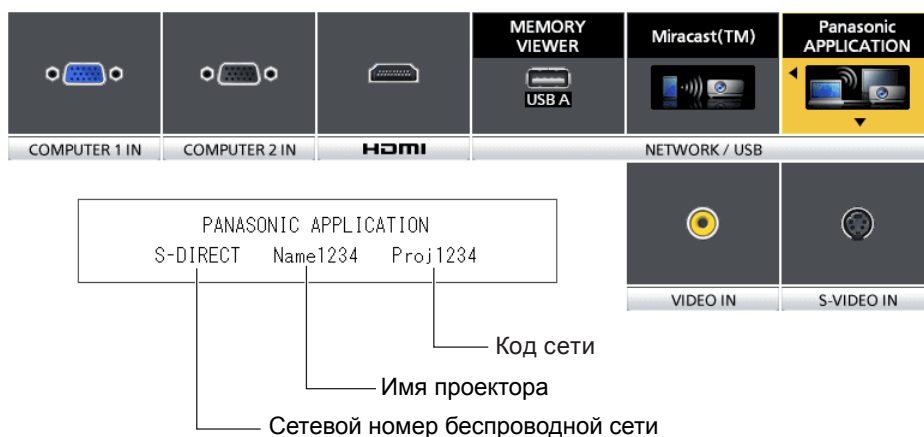 MEMORY
VIEWER
Miracast(TM)
Panasonic
APPLICATION
USB A
COMPUTER 1 IN
COMPUTER 2 IN
HDMI
NETWORK / USB
PANASONIC APPLICATION
S-DIRECT Name1234 Proj1234
VIDEO IN
S-VIDEO IN
Код сети
Имя проектора
Сетевой номер беспроводной сети